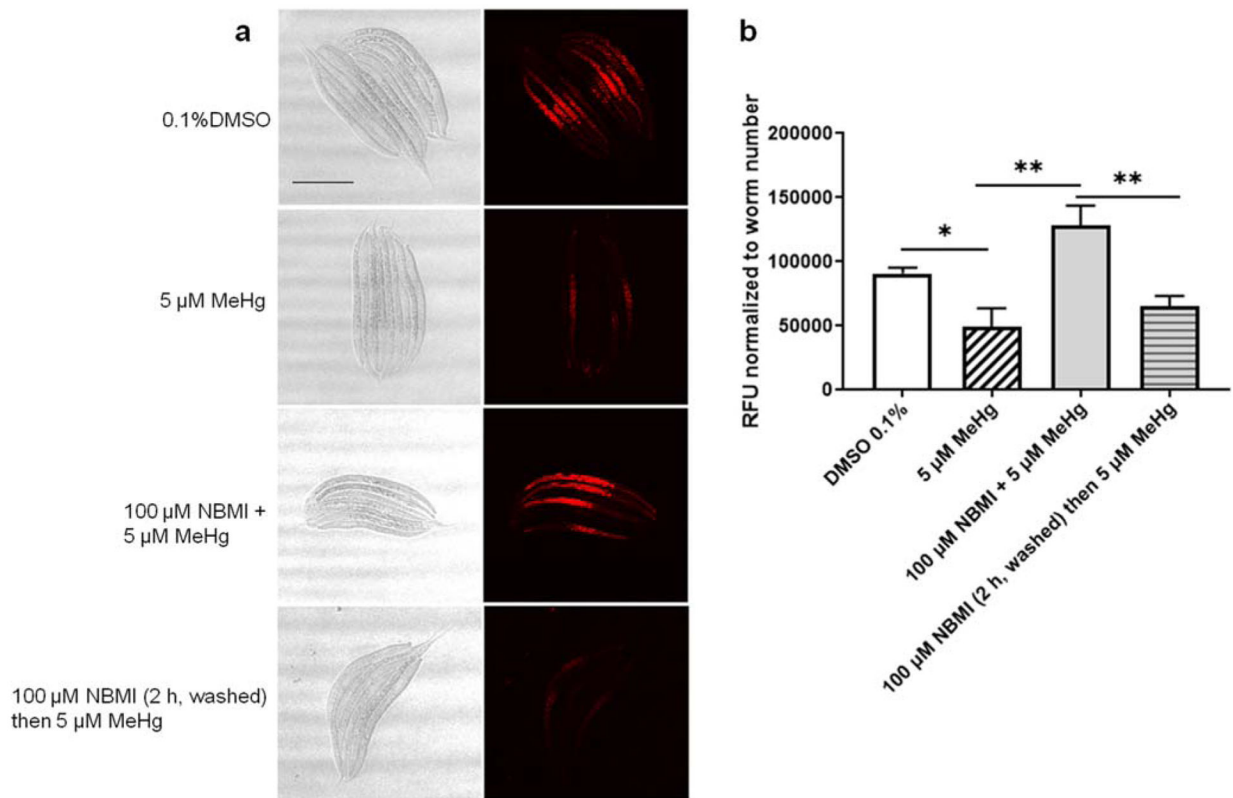 a
0.1%DMSO
5 µM MeHg
100 µM NBMI +
5 µM MeHg
100 µM NBMI (2 h, washed)
then 5 µM MeHg
b
RFU normalized to worm number
200000
150000
100000
50000
0
*
**
**
DMSO 0.1%
5 µM MeHg
100 µM NBMI + 5 µM MeHg
100 µM NBMI (2 h, washed) then 5 µM MeHg